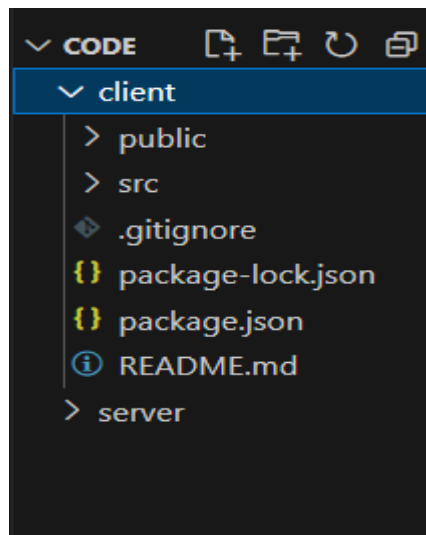 CODE
client
public
src
.gitignore
package-lock.json
package.json
README.md
server